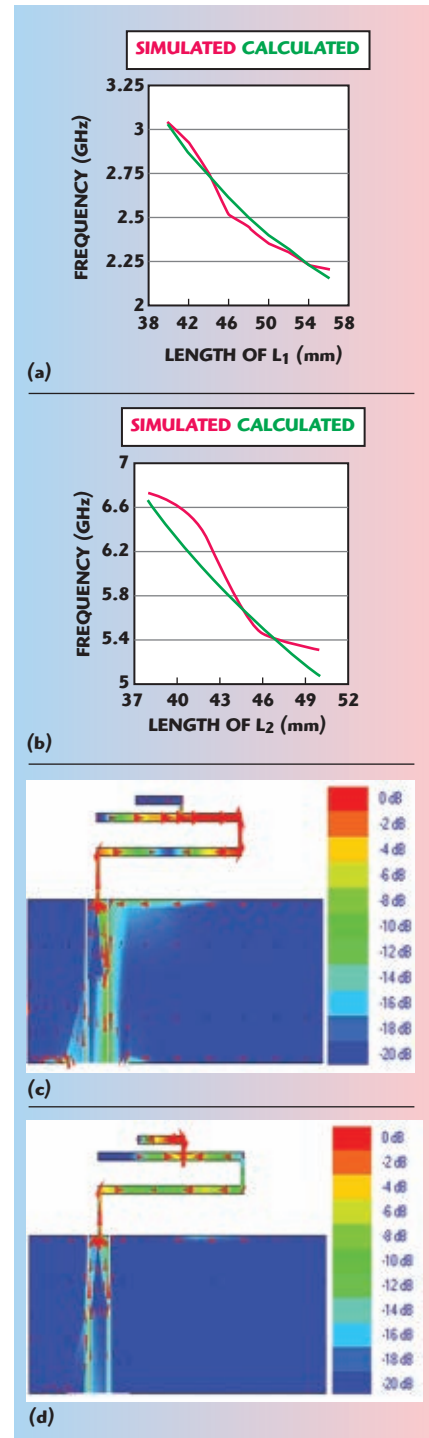 SIMULATED CALCULATED
3.25
3
2.75
2.5
2.25
2
FREQUENCY (GHz)
38 42 46 50 54 58
LENGTH OF L1 (mm)
(a)
SIMULATED CALCULATED
7
6.6
6.2
5.8
5.4
5
FREQUENCY (GHz)
37 40 43 46 49 52
LENGTH OF L2 (mm)
(b)
0 dB
-2 dB
-4 dB
-6 dB
-8 dB
-10 dB
-12 dB
-14 dB
-16 dB
-18 dB
-20 dB
(c)
0 dB
-2 dB
-4 dB
-6 dB
-8 dB
-10 dB
-12 dB
-14 dB
-16 dB
-18 dB
-20 dB
(d)